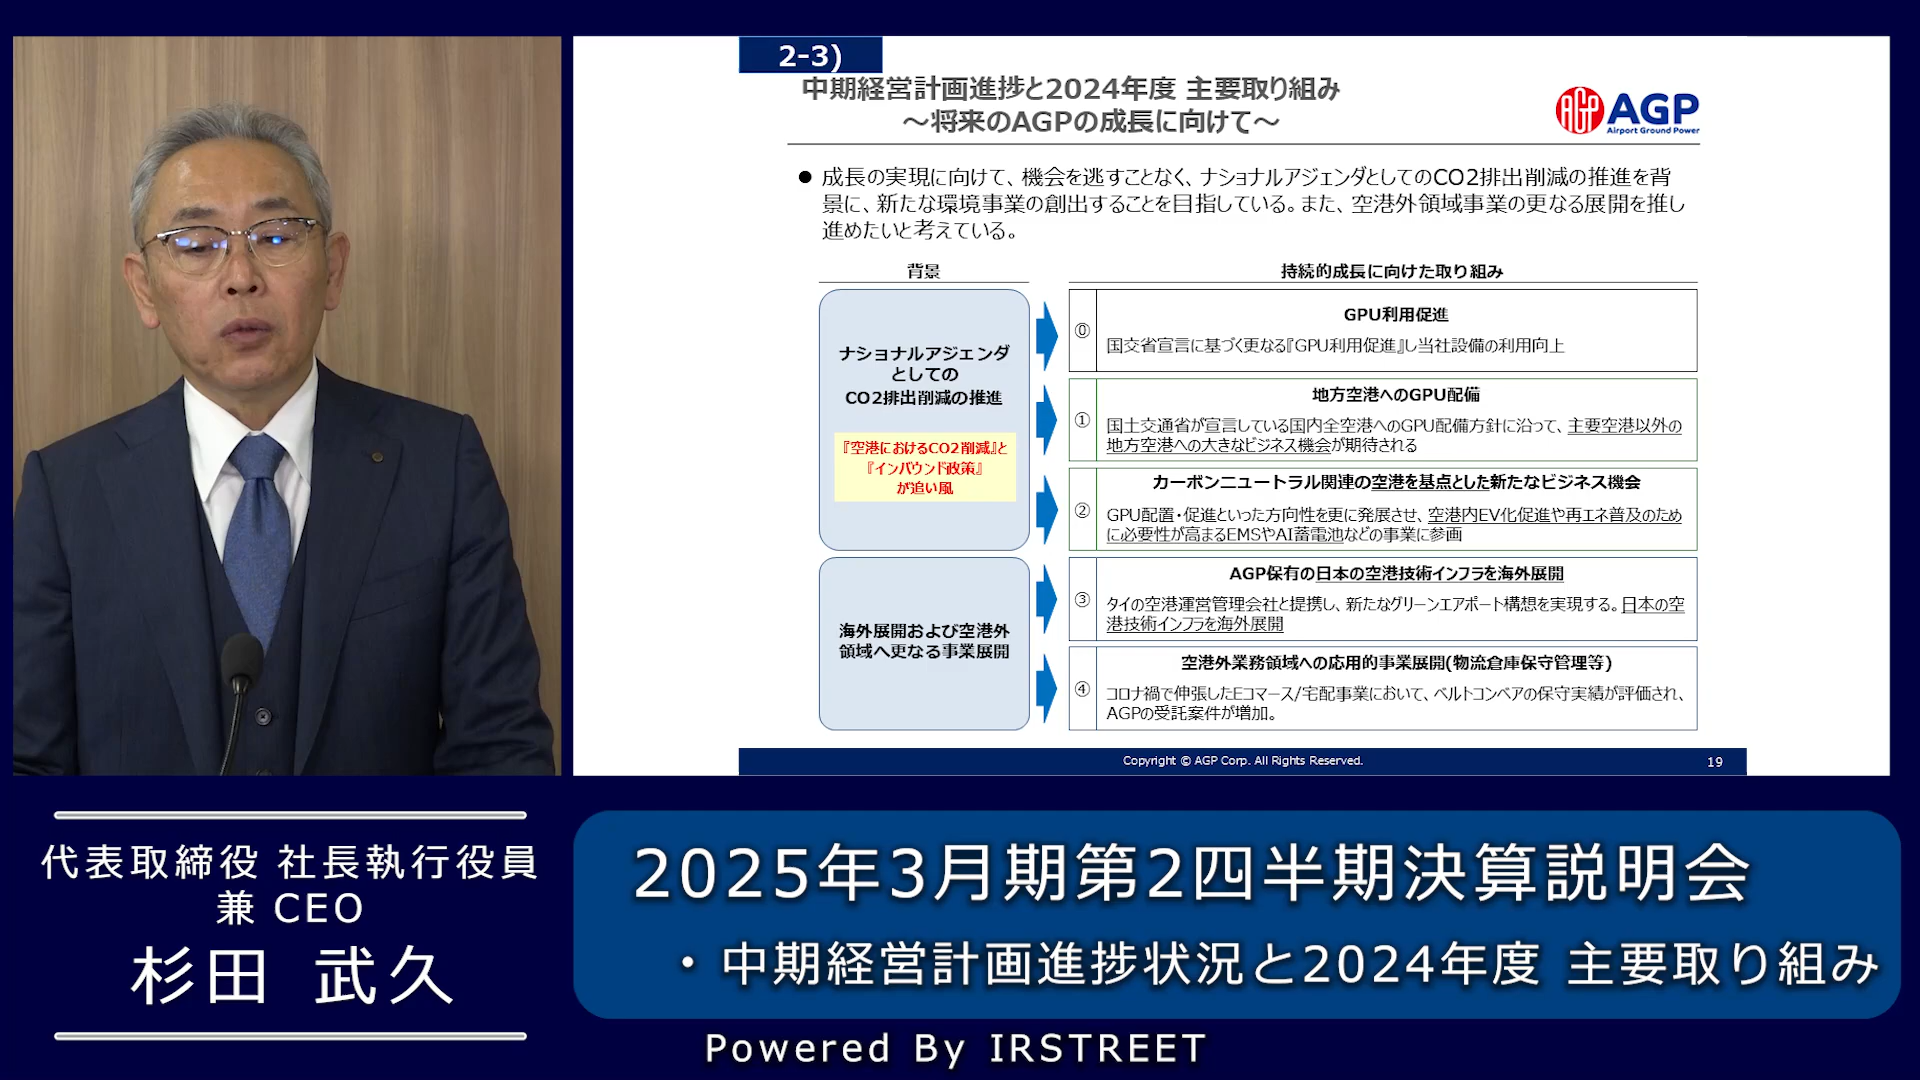 2-3)
中期経営計画進捗と2024年度 主要取り組み
～将来のAGPの成長に向けて～
AGP
AGP
Airport Ground Power
● 成長の実現に向けて、機会を逃すことなく、ナショナルアジェンダとしてのCO2排出削減の推進を背
景に、新たな環境事業の創出することを目指している。また、空港外領域事業の更なる展開を推し
進めたいと考えている。
背景
持続的成長に向けた取り組み
ナショナルアジェンダ
としての
CO2排出削減の推進
『空港におけるCO2削減』と
『インバウンド政策』
が追い風
⓪
GPU利用促進
国交省宣言に基づく更なる『GPU利用促進』し当社設備の利用向上
①
地方空港へのGPU配備
国土交通省が宣言している国内全空港へのGPU配備方針に沿って、主要空港以外の
地方空港への大きなビジネス機会が期待される
②
カーボンニュートラル関連の空港を基点とした新たなビジネス機会
GPU配置・促進といった方向性を更に発展させ、空港内EV化促進や再エネ普及のため
に必要性が高まるEMSやAI蓄電池などの事業に参画
海外展開および空港外
領域へ更なる事業展開
③
AGP保有の日本の空港技術インフラを海外展開
タイの空港運営管理会社と提携し、新たなグリーンエアポート構想を実現する。日本の空
港技術インフラを海外展開
④
空港外業務領域への応用的事業展開(物流倉庫保守管理等)
コロナ禍で伸張したEコマース/宅配事業において、ベルトコンベアの保守実績が評価され、
AGPの受託案件が増加。
Copyright © AGP Corp. All Rights Reserved.
19
代表取締役 社長執行役員
兼 CEO
杉田 武久
2025年3月期第2四半期決算説明会
・中期経営計画進捗状況と2024年度 主要取り組み
Powered By IRSTREET